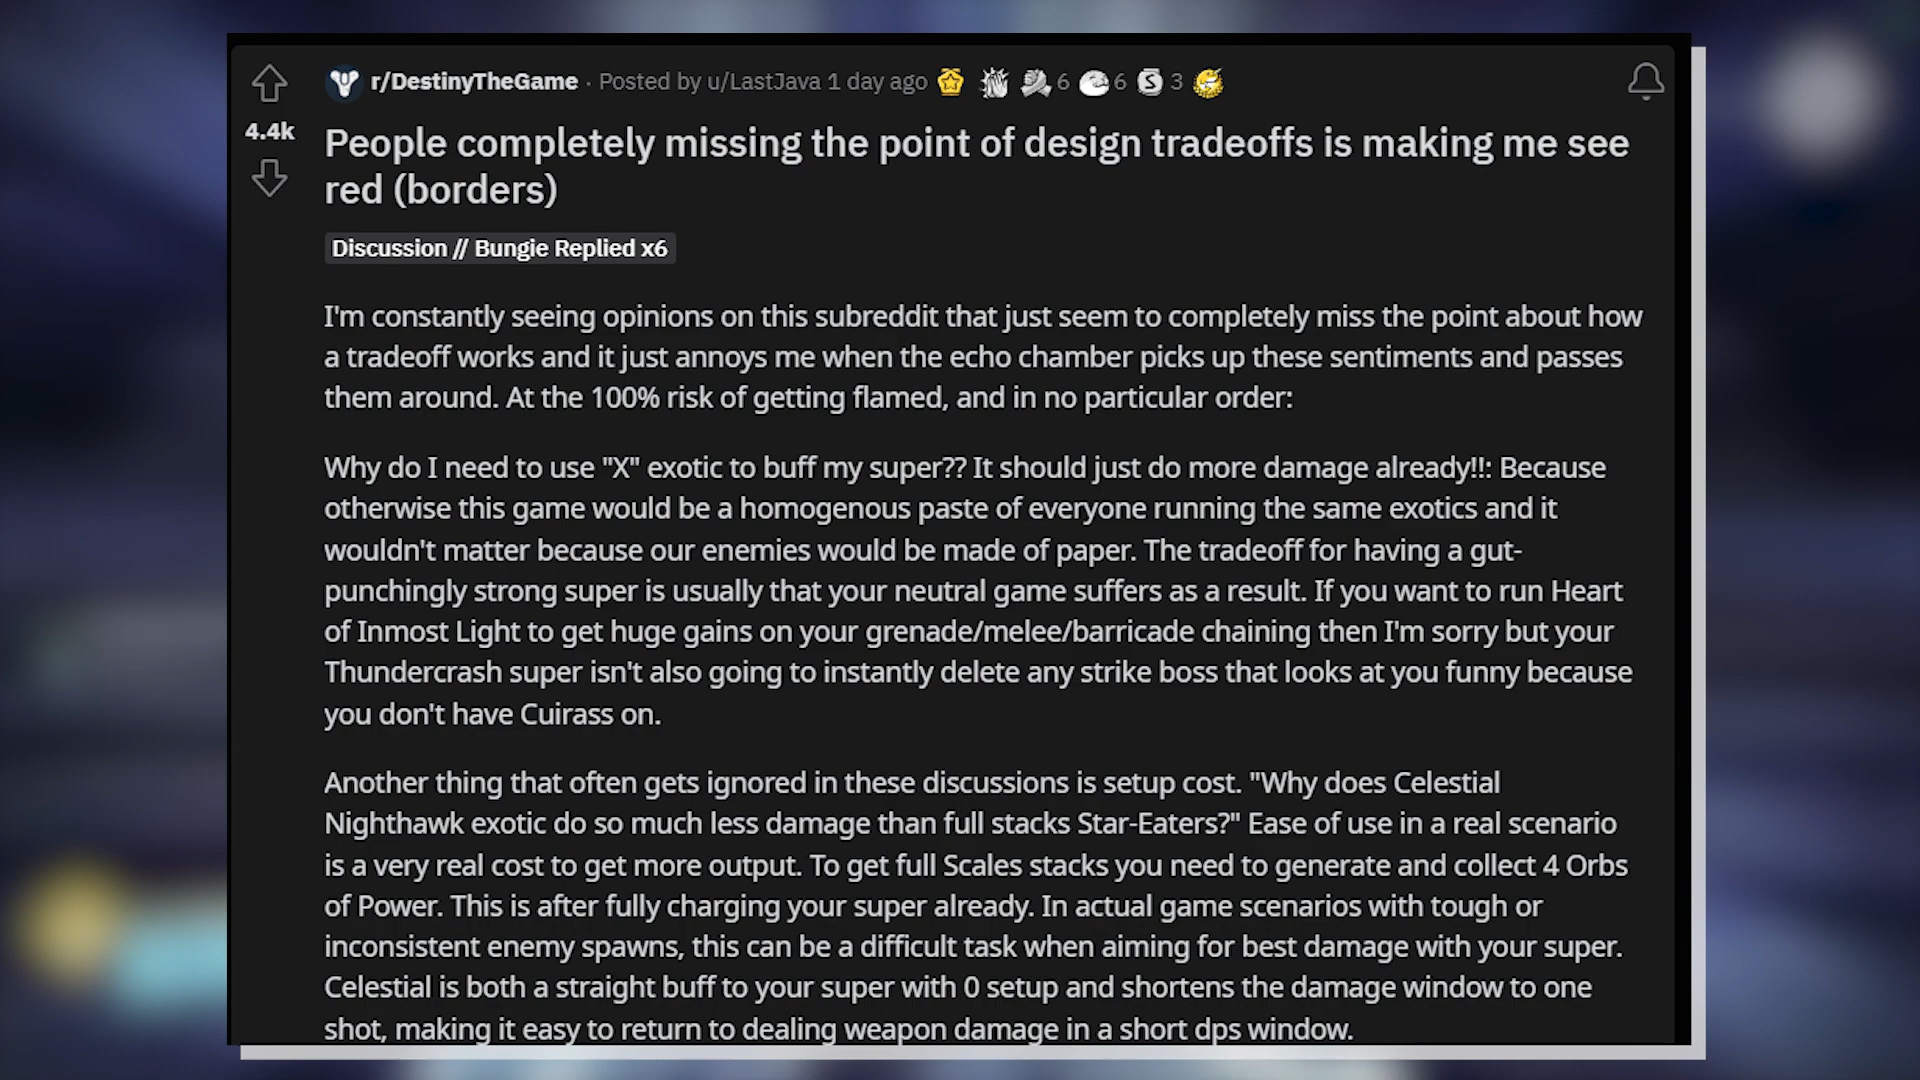 r/DestinyTheGame · Posted by u/LastJava 1 day ago 6 6 3
4.4k
People completely missing the point of design tradeoffs is making me see
red (borders)
Discussion // Bungie Replied x6
I'm constantly seeing opinions on this subreddit that just seem to completely miss the point about how
a tradeoff works and it just annoys me when the echo chamber picks up these sentiments and passes
them around. At the 100% risk of getting flamed, and in no particular order:
Why do I need to use "X" exotic to buff my super?? It should just do more damage already!!: Because
otherwise this game would be a homogenous paste of everyone running the same exotics and it
wouldn't matter because our enemies would be made of paper. The tradeoff for having a gut-
punchingly strong super is usually that your neutral game suffers as a result. If you want to run Heart
of Inmost Light to get huge gains on your grenade/melee/barricade chaining then I'm sorry but your
Thundercrash super isn't also going to instantly delete any strike boss that looks at you funny because
you don't have Cuirass on.
Another thing that often gets ignored in these discussions is setup cost. "Why does Celestial
Nighthawk exotic do so much less damage than full stacks Star-Eaters?" Ease of use in a real scenario
is a very real cost to get more output. To get full Scales stacks you need to generate and collect 4 Orbs
of Power. This is after fully charging your super already. In actual game scenarios with tough or
inconsistent enemy spawns, this can be a difficult task when aiming for best damage with your super.
Celestial is both a straight buff to your super with 0 setup and shortens the damage window to one
shot, making it easy to return to dealing weapon damage in a short dps window.